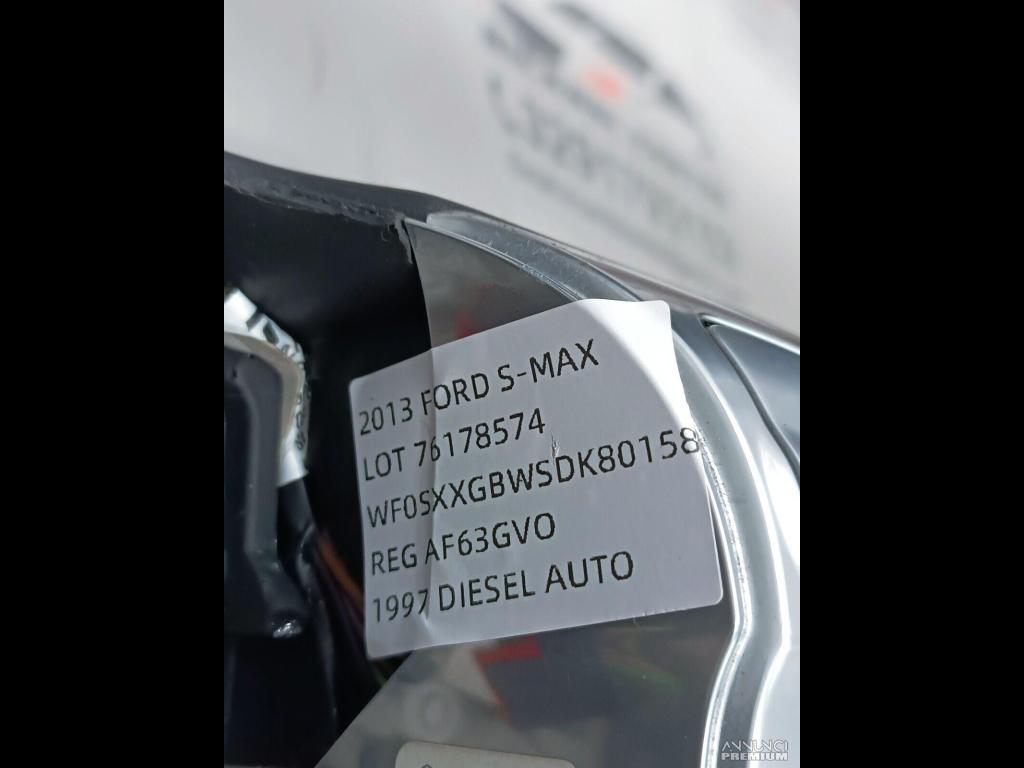 2013 FORD S-MAX
LOT 76178574
WF0SXXGBWSDK80158
REG AF63GVO
1997 DIESEL AUTO
ANNUNCI
PREMIUM